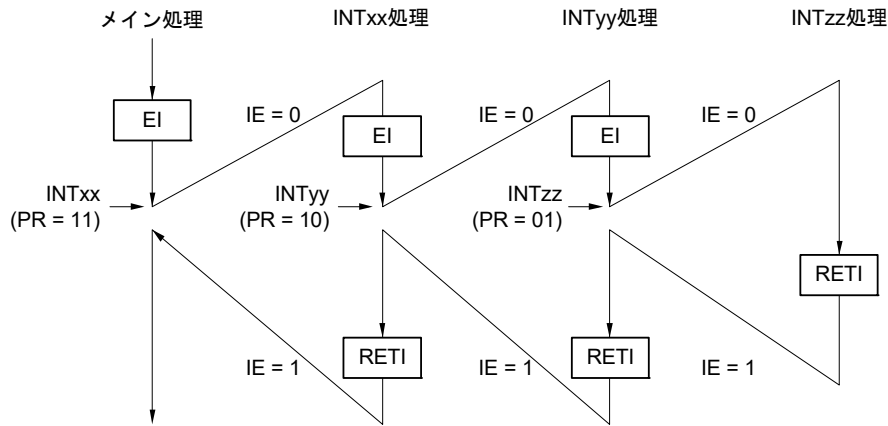 メイン処理
INTxx処理
INTyy処理
INTzz処理
EI
IE = 0
EI
IE = 0
EI
IE = 0
INTxx
(PR = 11)
INTyy
(PR = 10)
INTzz
(PR = 01)
RETI
IE = 1
RETI
IE = 1
RETI
IE = 1